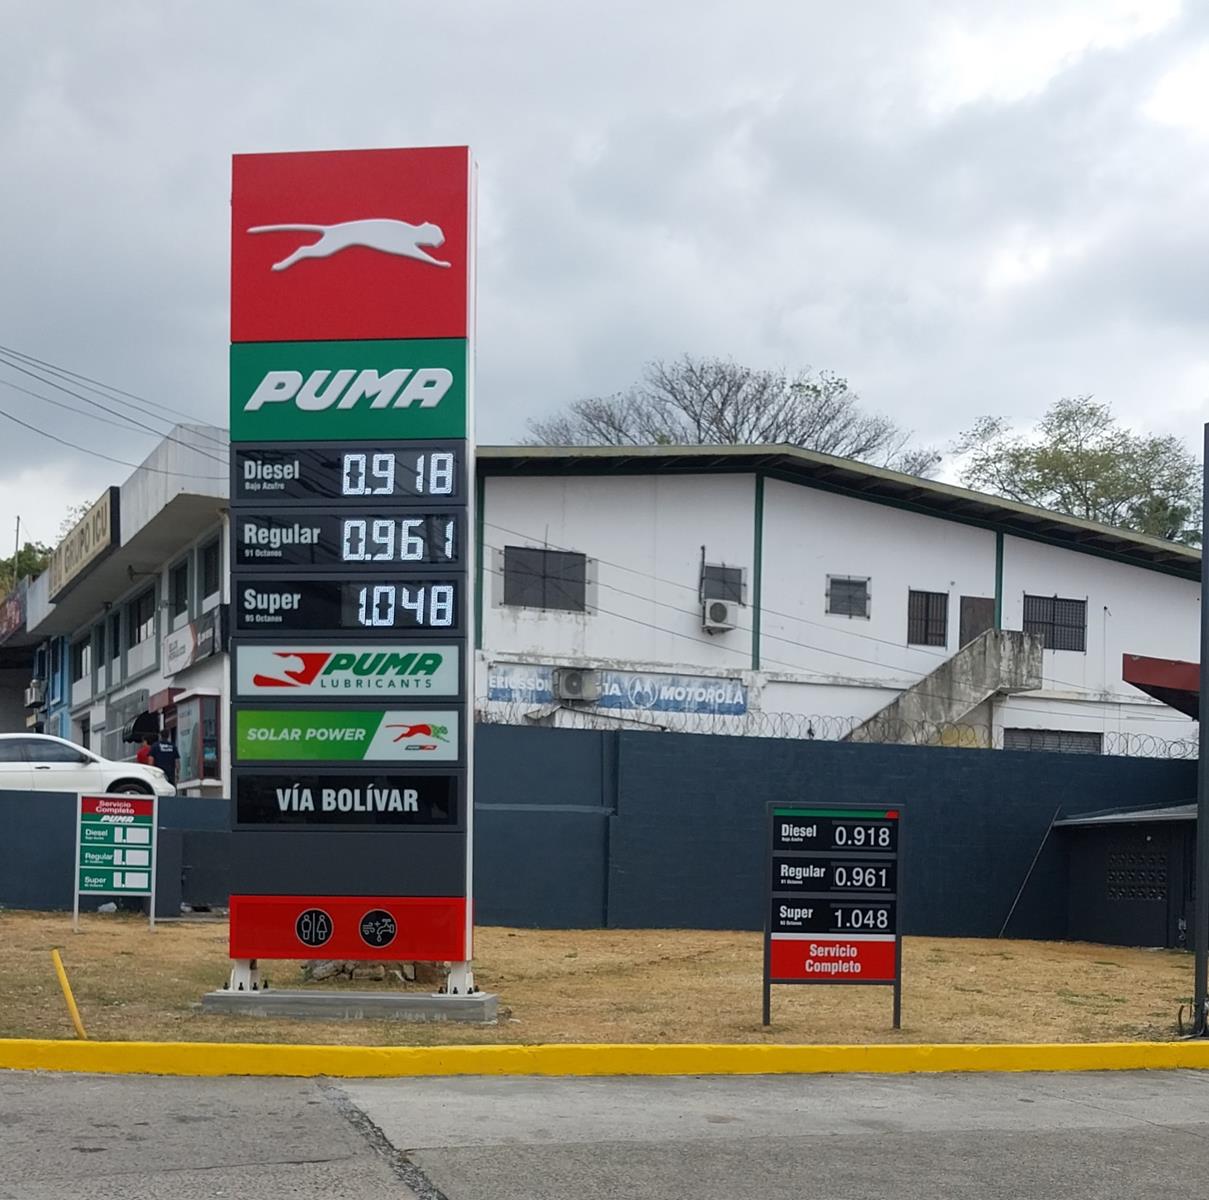 PUMA
Diesel 0.918
Bajo Azufre
Regular 0.961
91 Octanos
Super 1.048
95 Octanos
PUMA
LUBRICANTS
SOLAR POWER
VÍA BOLÍVAR
GRUPO ICU
ERICSSON
MOTOROLA
Servicio
Completo
PUMA
Diesel
Regular
Super
Diesel 0.918
Bajo Azufre
Regular 0.961
91 Octanos
Super 1.048
95 Octanos
Servicio
Completo